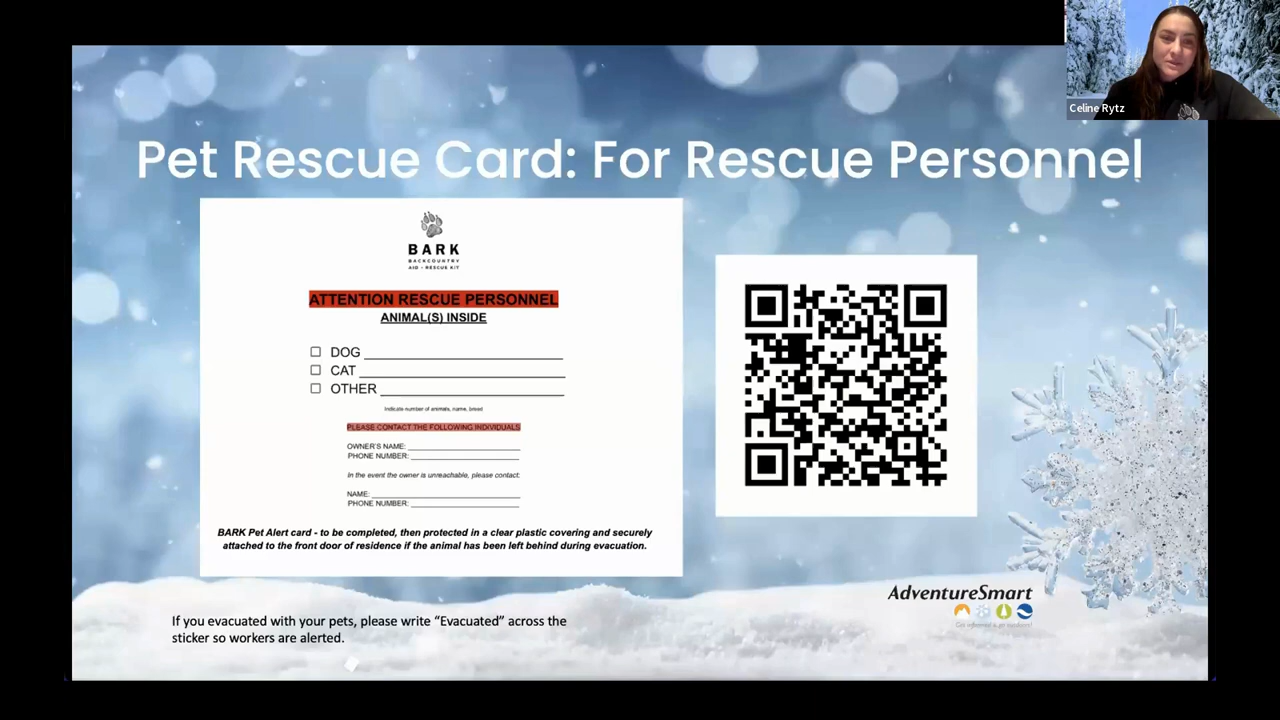 Celine Rytz
Pet Rescue Card: For Rescue Personnel
BARK
BACKCOUNTRY
AID - RESCUE KIT
ATTENTION RESCUE PERSONNEL
ANIMAL(S) INSIDE
DOG
CAT
OTHER
Indicate number of animals, name, breed
PLEASE CONTACT THE FOLLOWING INDIVIDUALS
OWNER'S NAME:
PHONE NUMBER:
In the event the owner is unreachable, please contact:
NAME:
PHONE NUMBER:
BARK Pet Alert card - to be completed, then protected in a clear plastic covering and securely
attached to the front door of residence if the animal has been left behind during evacuation.
AdventureSmart
Get informed & go outdoors!
If you evacuated with your pets, please write “Evacuated” across the
sticker so workers are alerted.